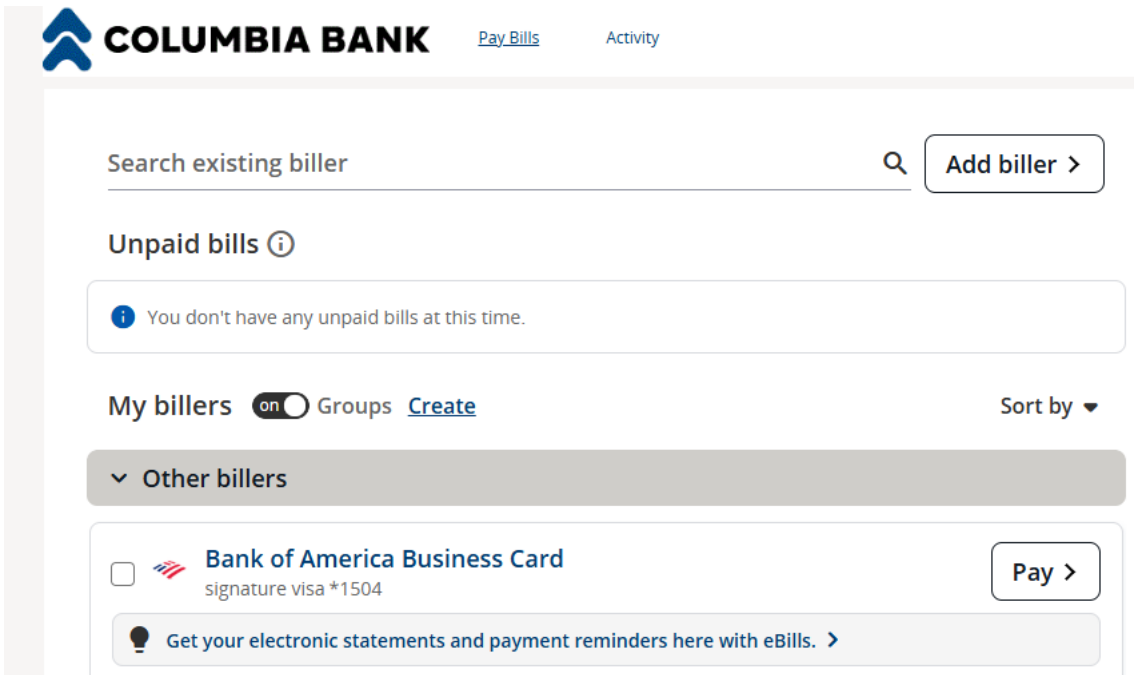 COLUMBIA BANK Pay Bills Activity
Search existing biller Add biller >
Unpaid bills
You don't have any unpaid bills at this time.
My billers on Groups Create Sort by
Other billers
Bank of America Business Card
signature visa *1504
Pay >
Get your electronic statements and payment reminders here with eBills. >